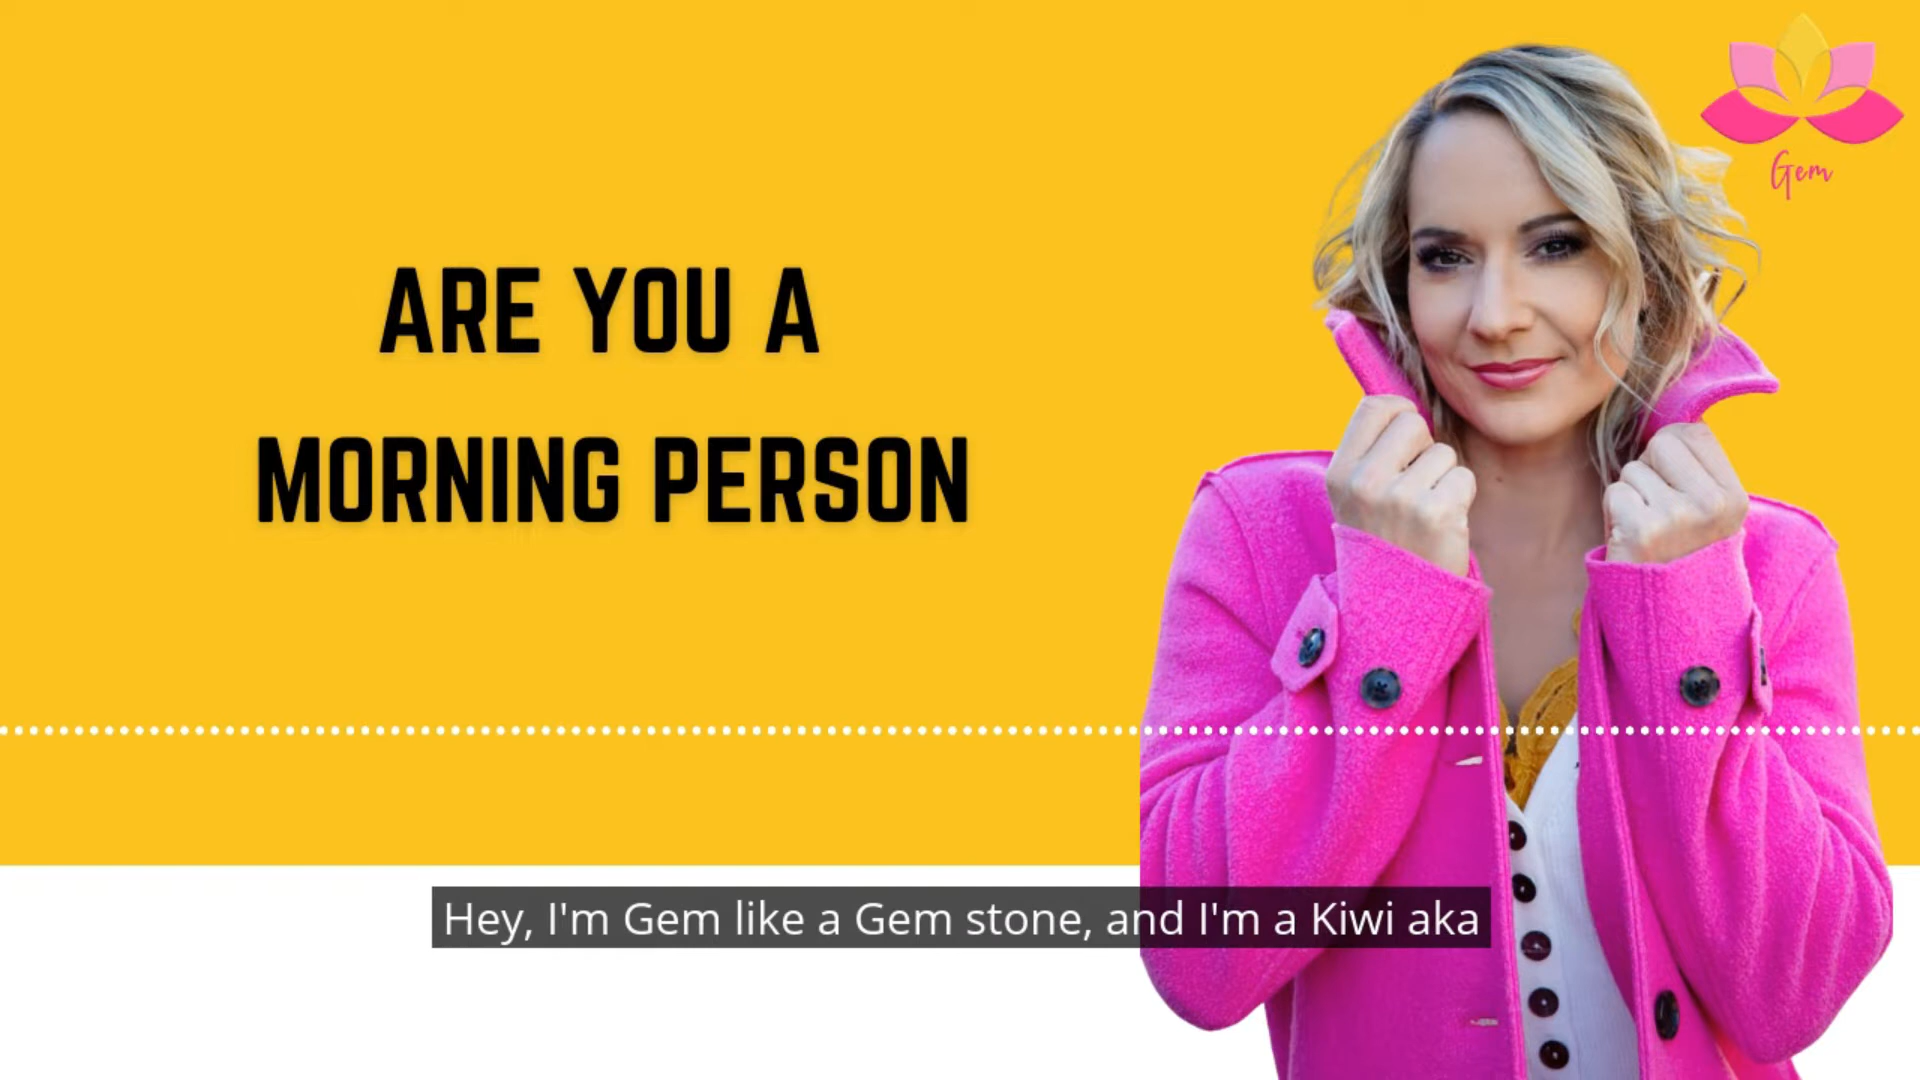 Gem
ARE YOU A
MORNING PERSON
Hey, I'm Gem like a Gem stone, and I'm a Kiwi aka